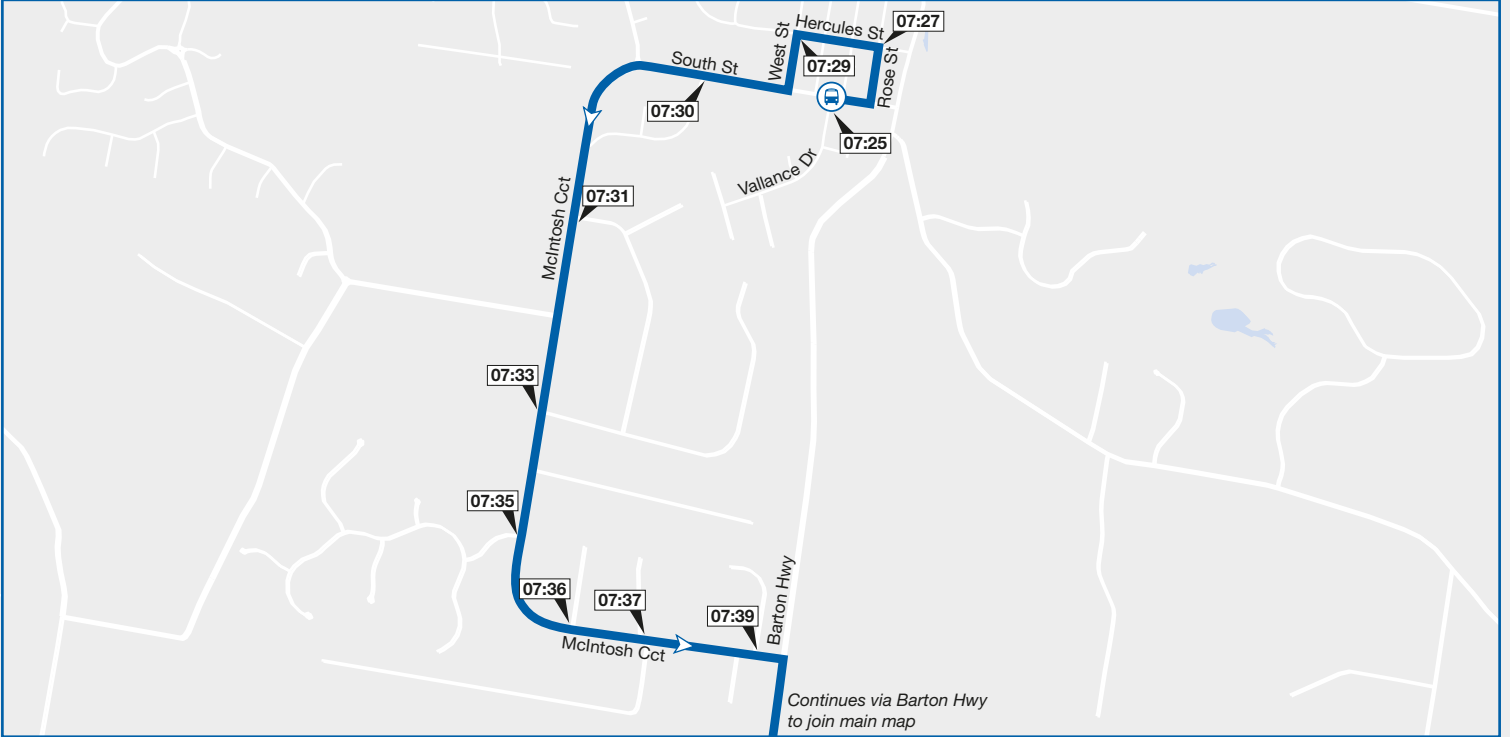 Hercules St
07:27
West St
07:29
South St
Rose St
07:30
07:25
Vallance Dr
McIntosh Cct
07:31
07:33
07:35
07:36
07:37
07:39
Barton Hwy
McIntosh Cct
Continues via Barton Hwy
to join main map